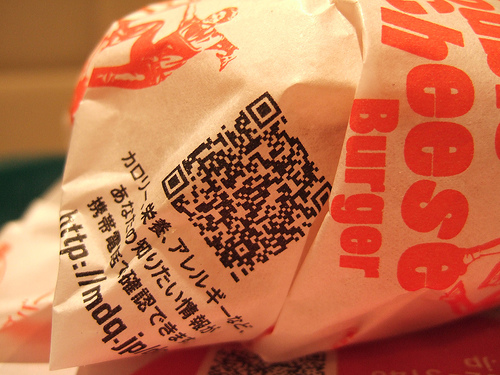 Cheese
Burger
カロリー、栄養、アレルギーなど
あなたの知りたい情報が
携帯電話で確認できます
http://mdq.jp/